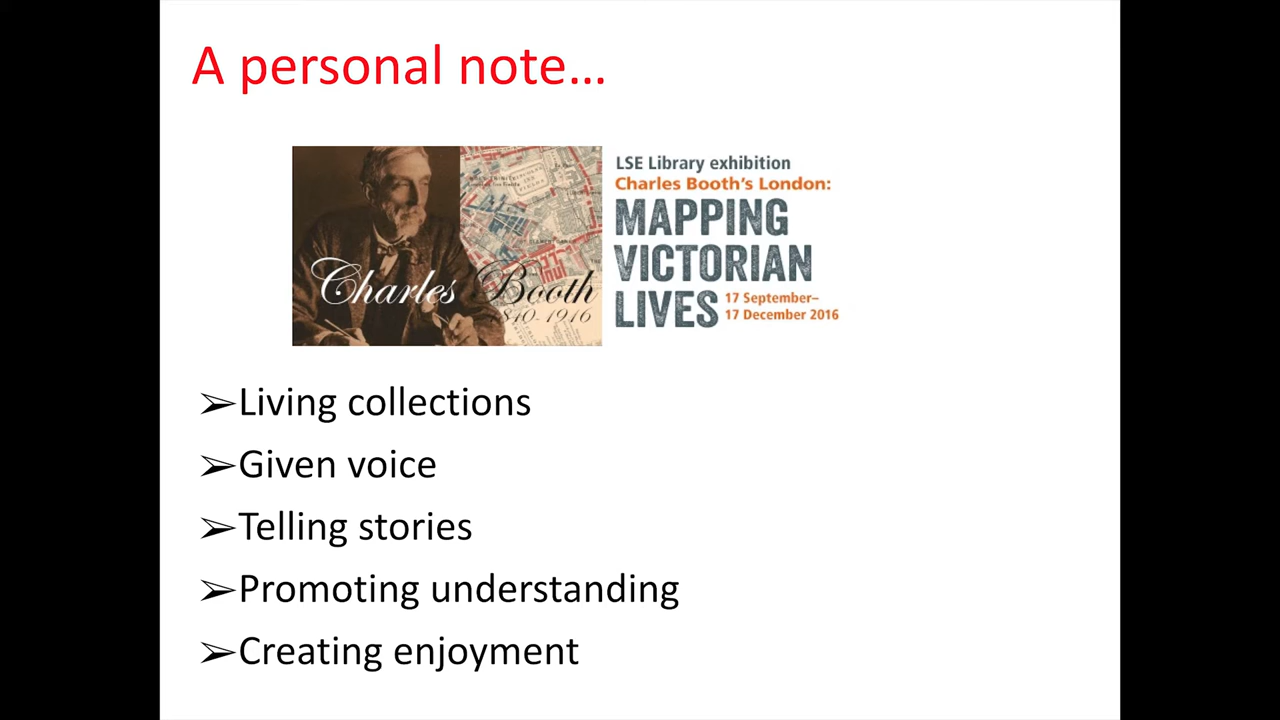 A personal note...
Charles Booth
1840-1916
LSE Library exhibition
Charles Booth's London:
MAPPING
VICTORIAN
LIVES
17 September–
17 December 2016
➢Living collections
➢Given voice
➢Telling stories
➢Promoting understanding
➢Creating enjoyment